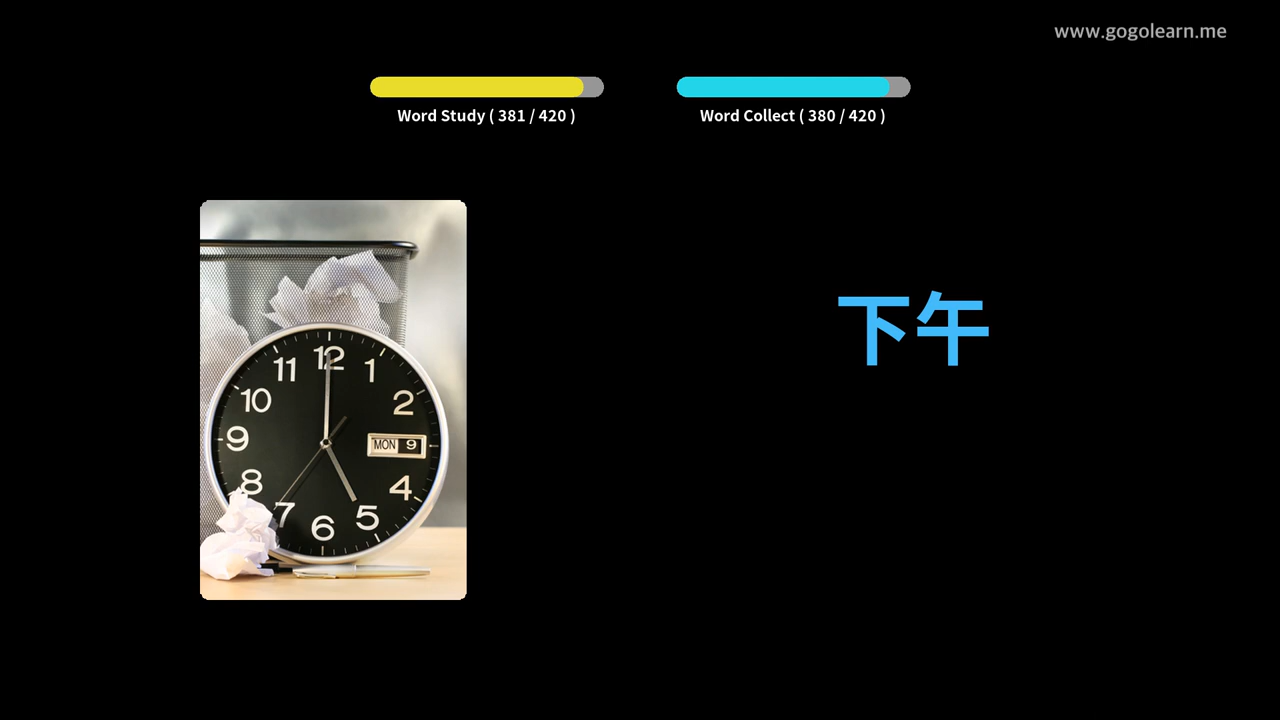 www.gogolearn.me
Word Study ( 381 / 420 )
Word Collect ( 380 / 420 )
下午
12
11
1
10
2
9
MON 9
8
4
7
5
6